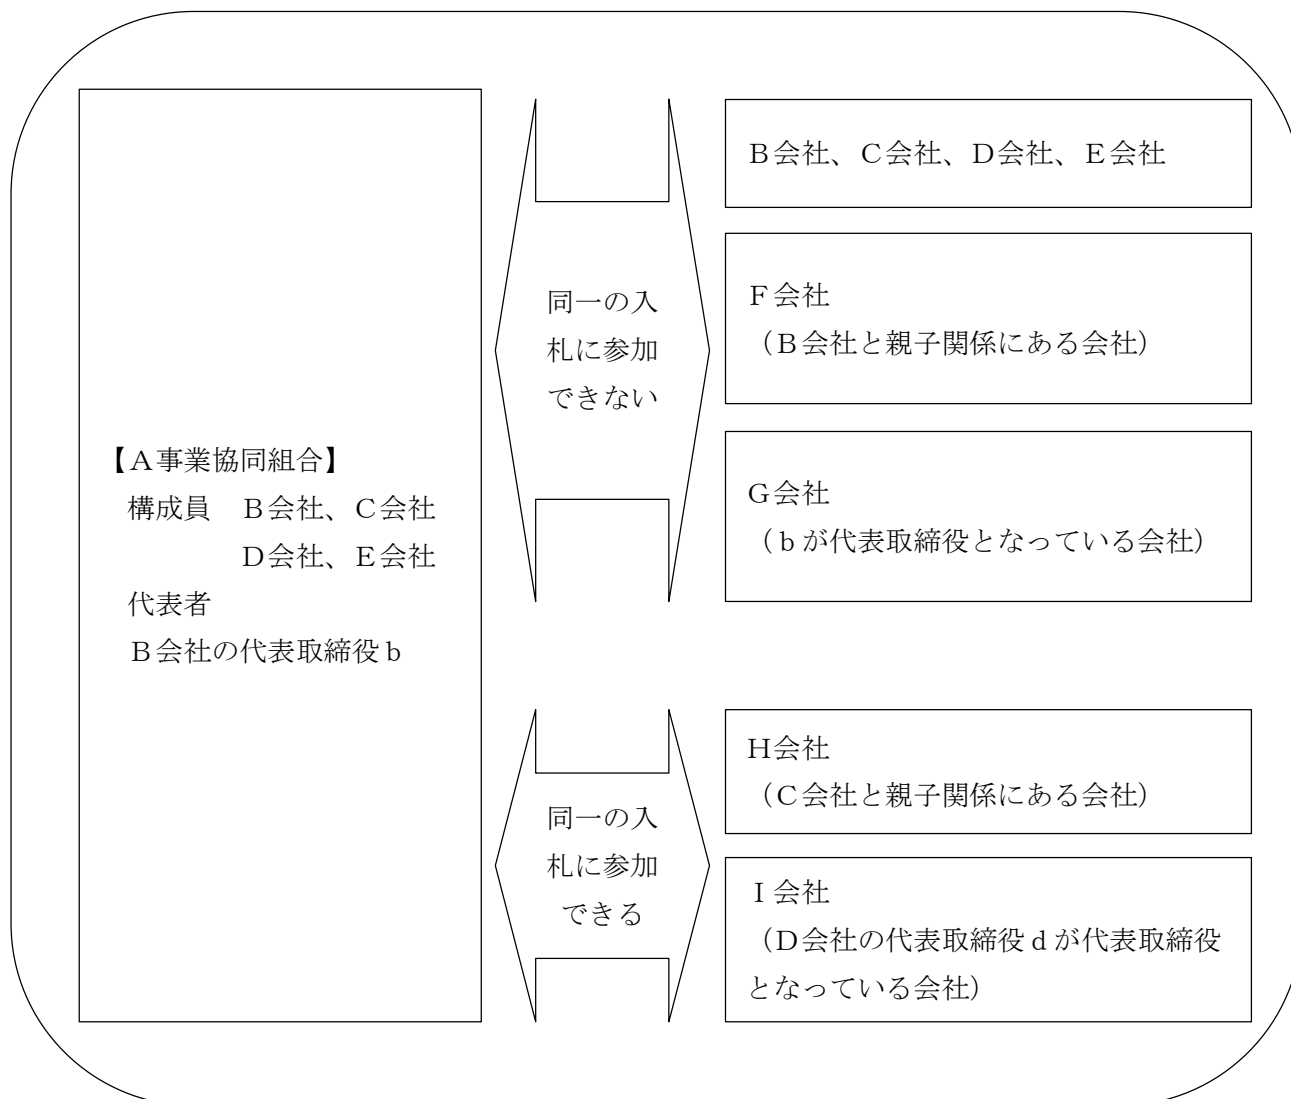 【Ａ事業協同組合】
構成員　Ｂ会社、Ｃ会社
Ｄ会社、Ｅ会社
代表者
Ｂ会社の代表取締役ｂ
同一の入
札に参加
できない
Ｂ会社、Ｃ会社、Ｄ会社、Ｅ会社
Ｆ会社
（Ｂ会社と親子関係にある会社）
Ｇ会社
（ｂが代表取締役となっている会社）
同一の入
札に参加
できる
Ｈ会社
（Ｃ会社と親子関係にある会社）
Ｉ会社
（Ｄ会社の代表取締役ｄが代表取締役
となっている会社）